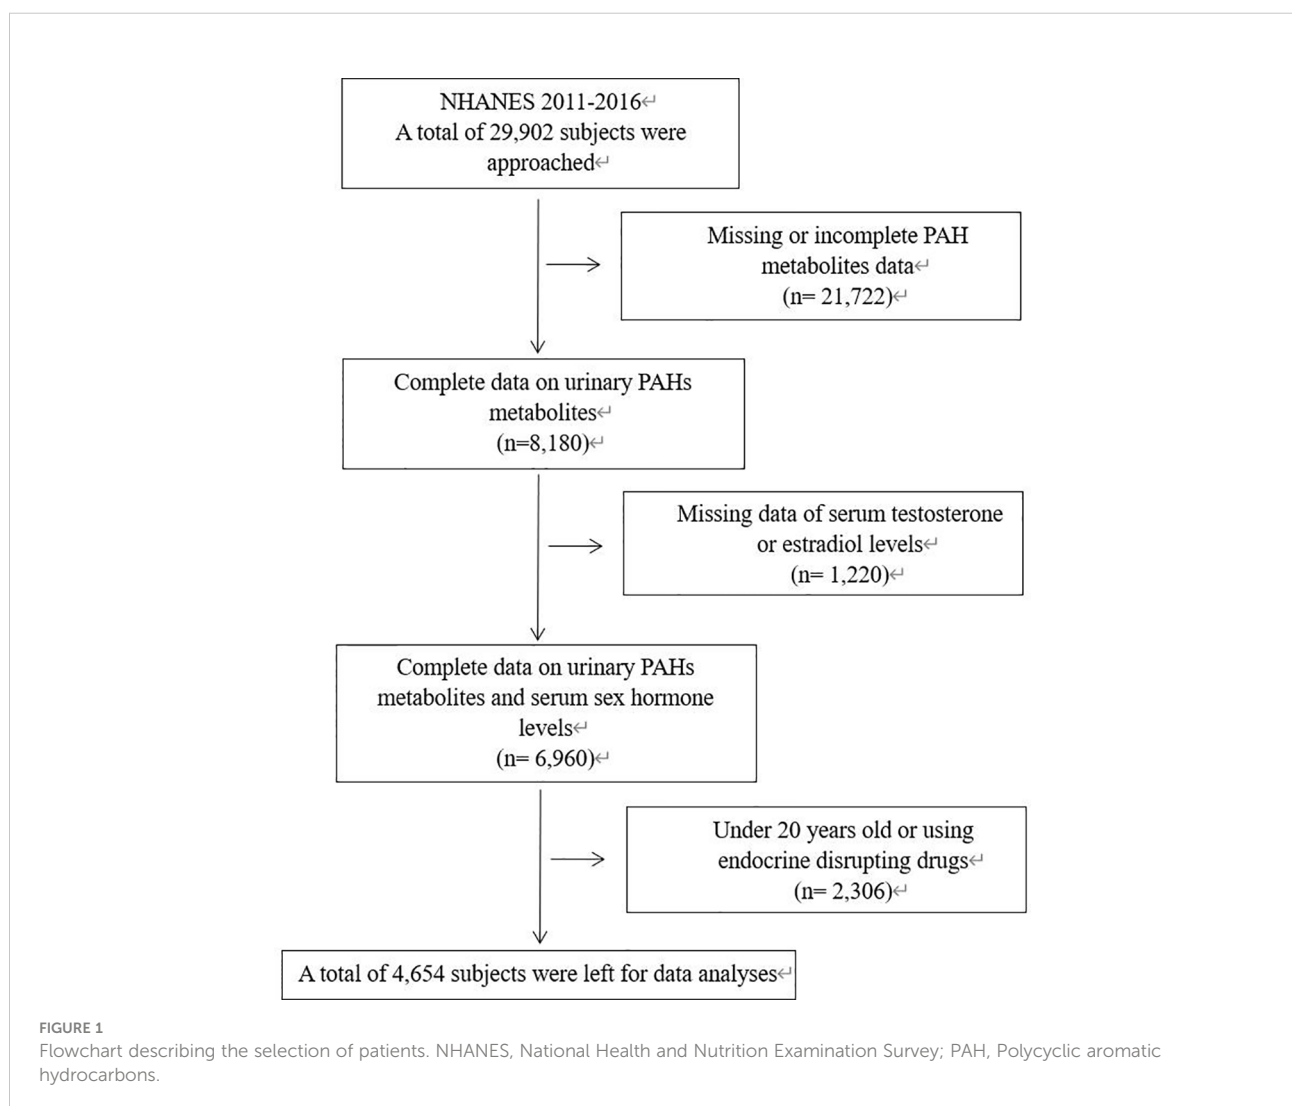 NHANES 2011-2016↵
A total of 29,902 subjects were
approached↵
Missing or incomplete PAH
metabolites data↵
(n= 21,722)↵
Complete data on urinary PAHs
metabolites↵
(n=8,180)↵
Missing data of serum testosterone
or estradiol levels↵
(n= 1,220)↵
Complete data on urinary PAHs
metabolites and serum sex hormone
levels↵
(n= 6,960)↵
Under 20 years old or using
endocrine disrupting drugs↵
(n= 2,306)↵
A total of 4,654 subjects were left for data analyses↵
FIGURE 1
Flowchart describing the selection of patients. NHANES, National Health and Nutrition Examination Survey; PAH, Polycyclic aromatic
hydrocarbons.